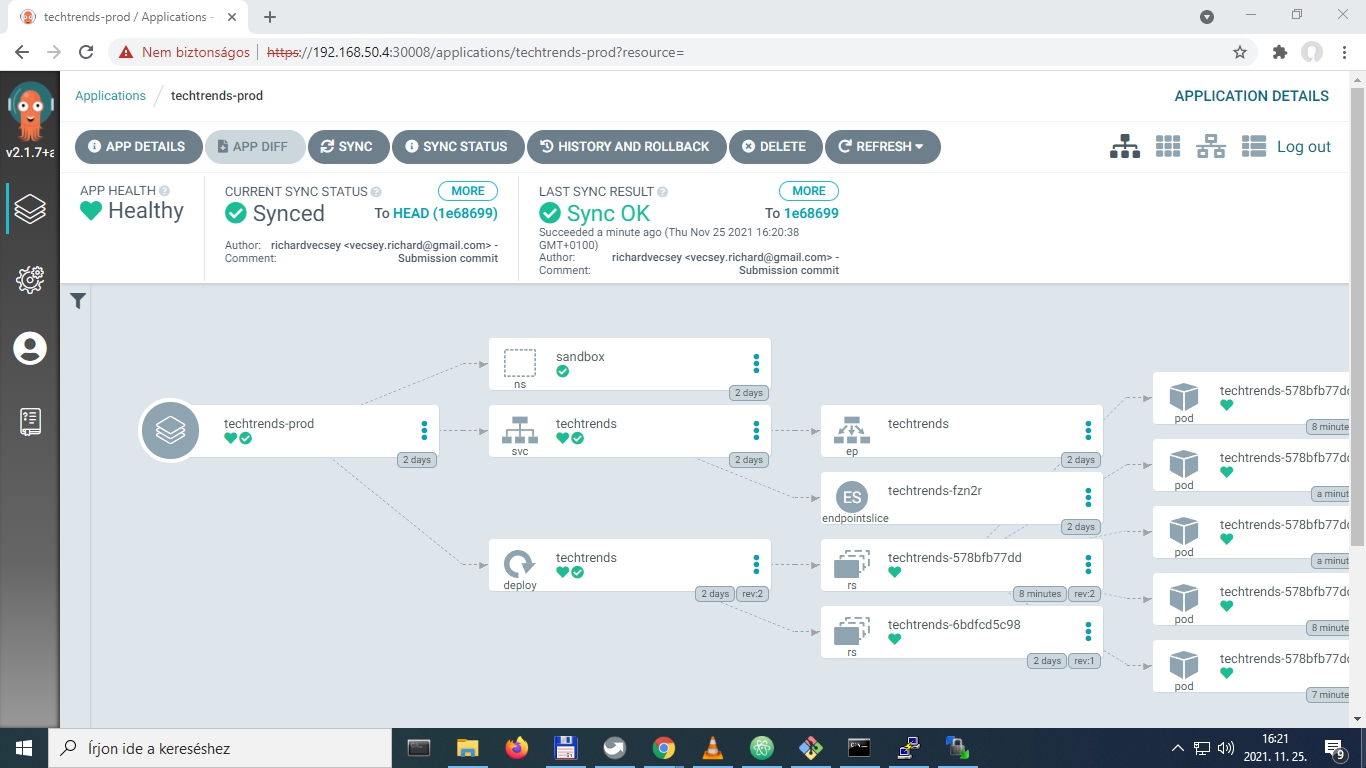 techtrends-prod / Applications -
Nem biztonságos
https://192.168.50.4:30008/applications/techtrends-prod?resource=
v2.1.7+a
Applications / techtrends-prod
APPLICATION DETAILS
APP DETAILS
APP DIFF
SYNC
SYNC STATUS
HISTORY AND ROLLBACK
DELETE
REFRESH
Log out
APP HEALTH
Healthy
CURRENT SYNC STATUS
MORE
Synced
To HEAD (1e68699)
Author: richardvecsey <vecsey.richard@gmail.com> -
Comment: Submission commit
LAST SYNC RESULT
MORE
Sync OK
To 1e68699
Succeeded a minute ago (Thu Nov 25 2021 16:20:38
GMT+0100)
Author: richardvecsey <vecsey.richard@gmail.com> -
Comment: Submission commit
techtrends-prod
2 days
sandbox
ns
2 days
techtrends
svc
2 days
techtrends
deploy
2 days
rev:2
techtrends
ep
2 days
ES
techtrends-fzn2r
endpointslice
2 days
techtrends-578bfb77dd
rs
8 minutes
rev:2
techtrends-6bdfcd5c98
rs
2 days
rev:1
techtrends-578bfb77dd
pod
8 minute
techtrends-578bfb77dd
pod
a minut
techtrends-578bfb77dd
pod
a minut
techtrends-578bfb77dd
pod
8 minute
techtrends-578bfb77dd
pod
7 minute
Írjon ide a kereséshez
16:21
2021. 11. 25.
9